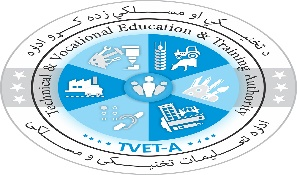 د تخنیکي او مسلکي زده کړو اداره
Technical & Vocational Education & Training Authority
TVET-A
اداره تعلیمات تخنیکی و مسلکی